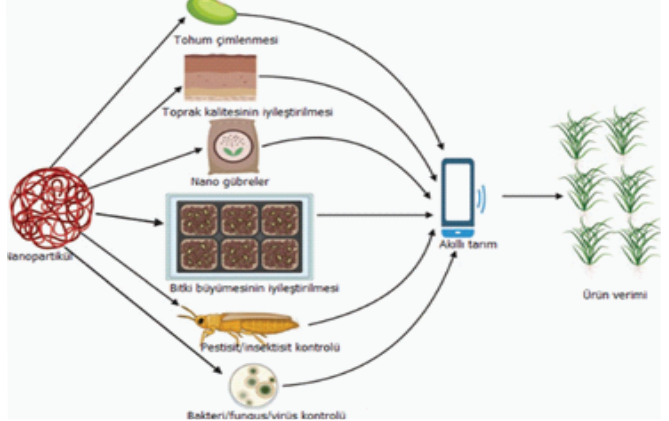 Tohum çimlenmesi
Toprak kalitesinin iyileştirilmesi
Nano gübreler
Nanopartikül
Akıllı tarım
Bitki büyümesinin iyileştirilmesi
Ürün verimi
Pestisit/insektisit kontrolü
Bakteri/fungus/virüs kontrolü